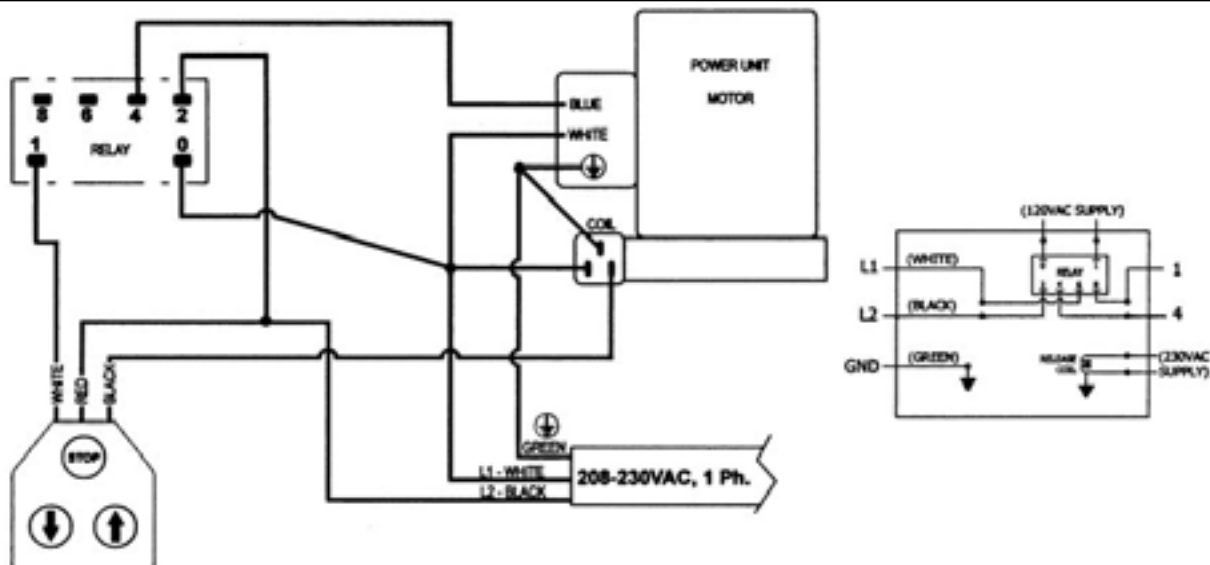 8 6 4 2
1 RELAY 0
BLUE
WHITE
POWER UNIT
MOTOR
COIL
WHITE
RED
BLACK
STOP
GREEN
L1 - WHITE
L2 - BLACK
208-230VAC, 1 Ph.
(120VAC SUPPLY)
L1 (WHITE) RELAY 1
L2 (BLACK) 4
GND (GREEN)
RELEASE
COIL
(230VAC
SUPPLY)